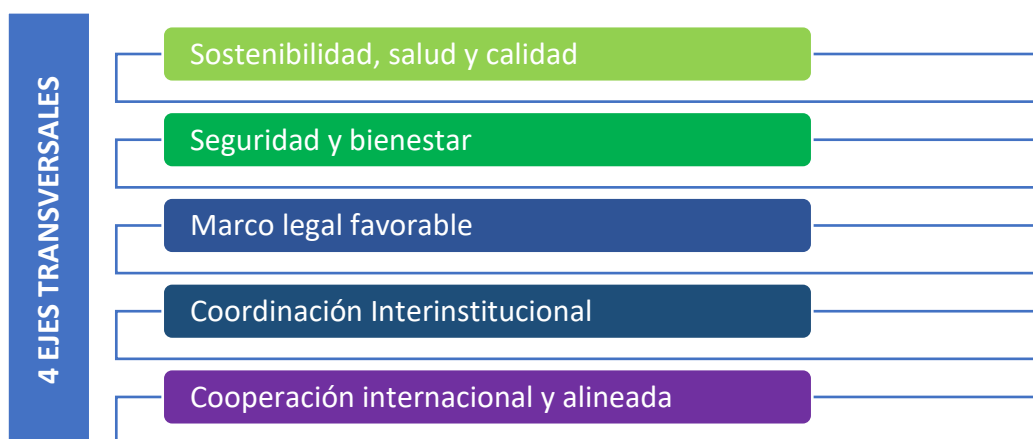 4 EJES TRANSVERSALES
Sostenibilidad, salud y calidad
Seguridad y bienestar
Marco legal favorable
Coordinación Interinstitucional
Cooperación internacional y alineada